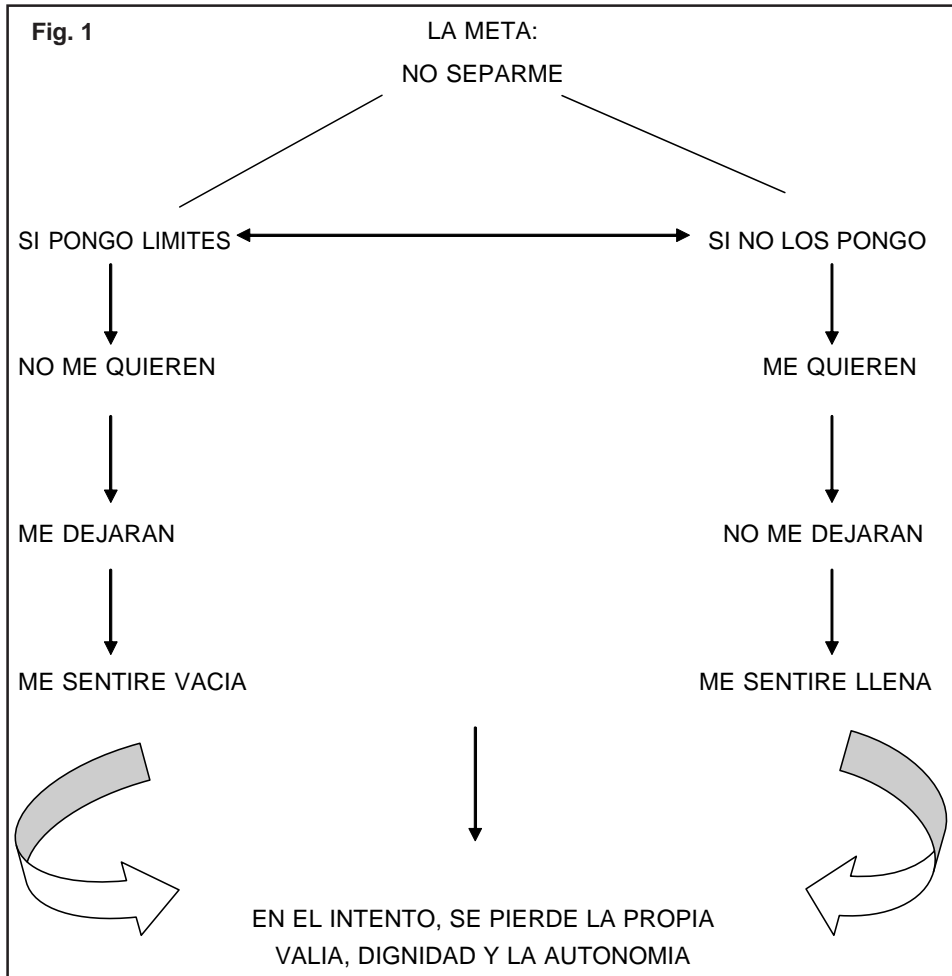 Fig. 1
LA META:
NO SEPARME
SI PONGO LIMITES
SI NO LOS PONGO
NO ME QUIEREN
ME QUIEREN
ME DEJARAN
NO ME DEJARAN
ME SENTIRE VACIA
ME SENTIRE LLENA
EN EL INTENTO, SE PIERDE LA PROPIA
VALIA, DIGNIDAD Y LA AUTONOMIA